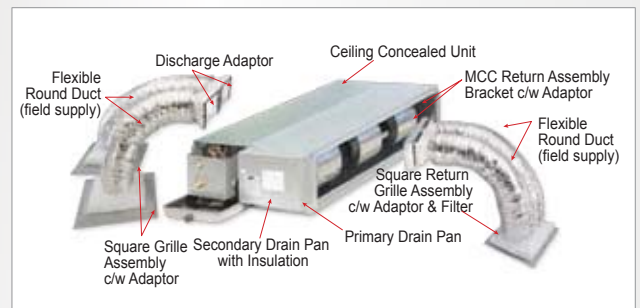 Ceiling Concealed Unit
Discharge Adaptor
Flexible
Round Duct
(field supply)
MCC Return Assembly
Bracket c/w Adaptor
Flexible
Round Duct
(field supply)
Square Return
Grille Assembly
c/w Adaptor & Filter
Square Grille
Assembly
c/w Adaptor
Secondary Drain Pan
with Insulation
Primary Drain Pan